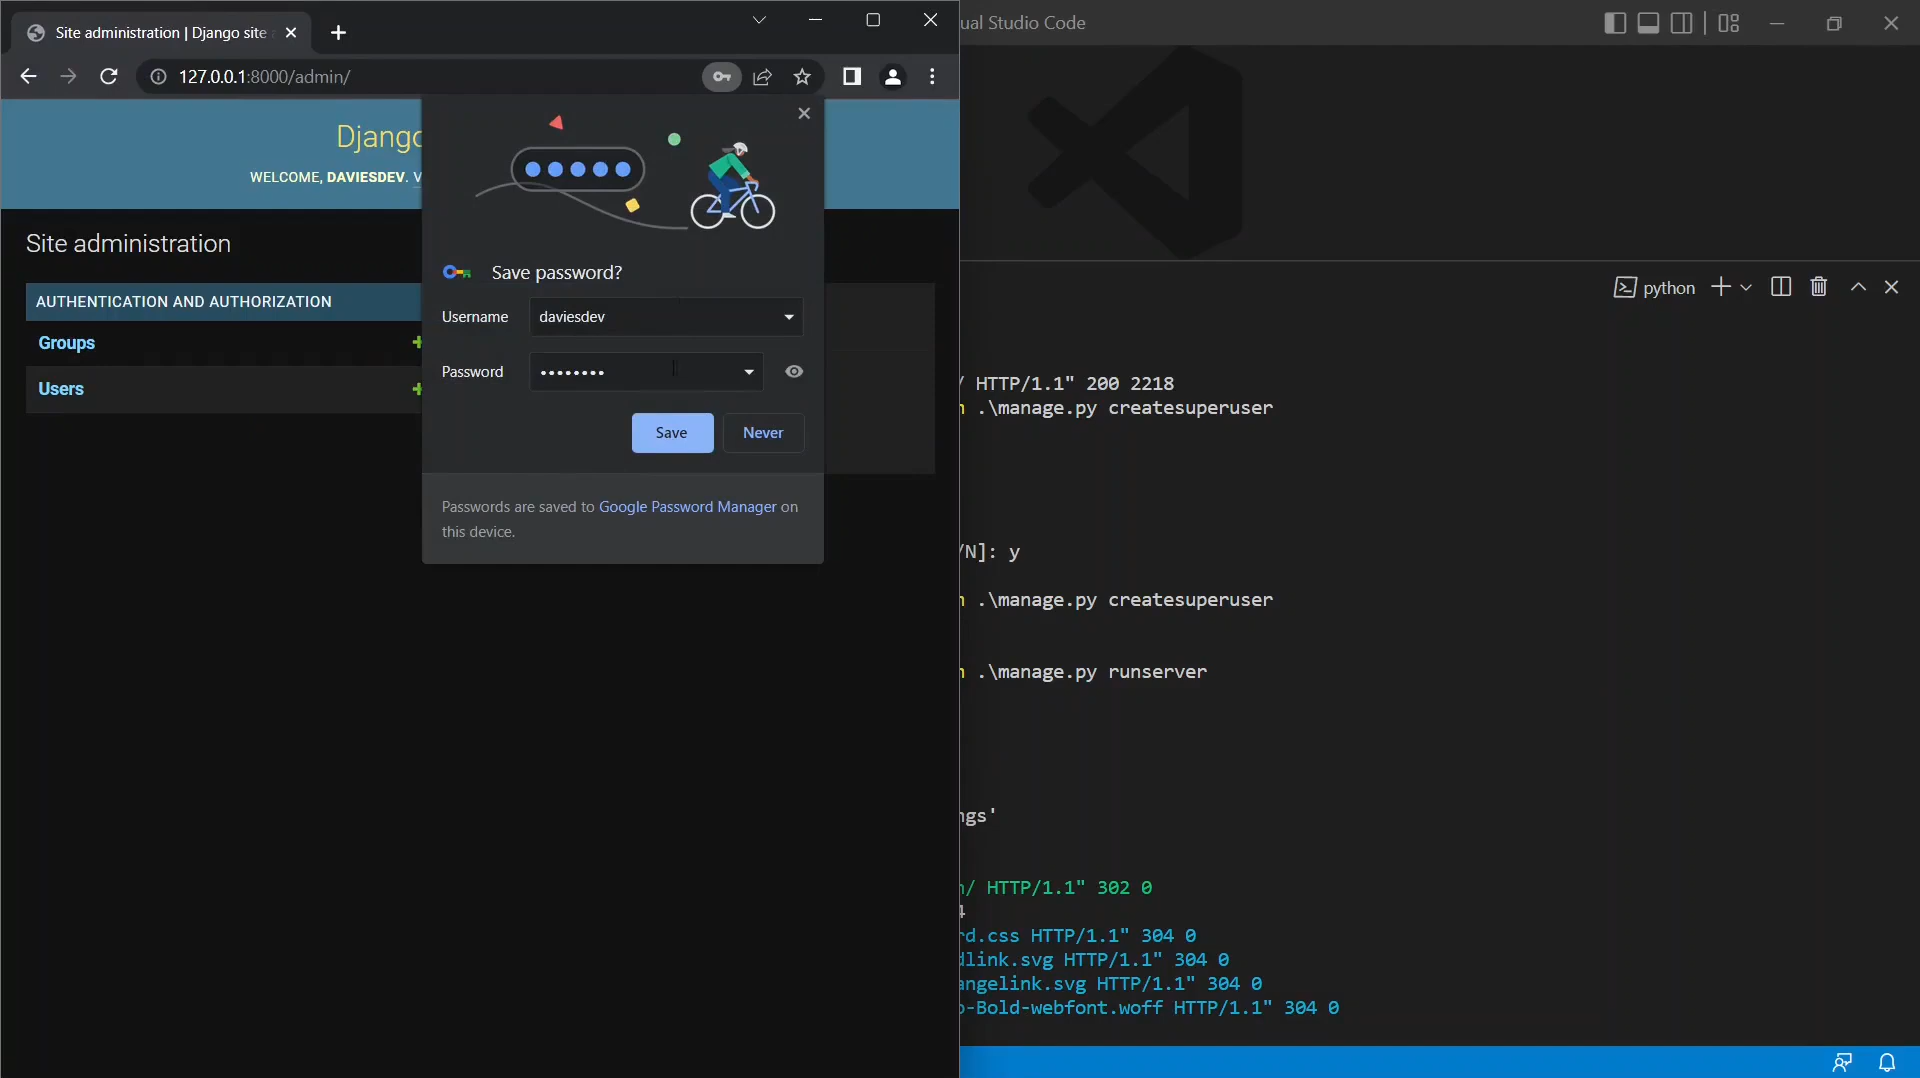 Site administration | Django site
127.0.0.1:8000/admin/
Django
WELCOME, DAVIESDEV. V
Site administration
AUTHENTICATION AND AUTHORIZATION
Groups
Users
Save password?
Username
daviesdev
Password
••••••••
Save
Never
Passwords are saved to Google Password Manager on
this device.
ual Studio Code
python
/ HTTP/1.1" 200 2218
n .\manage.py createsuperuser
/N]: y
n .\manage.py createsuperuser
n .\manage.py runserver
ngs'
n/ HTTP/1.1" 302 0
4
rd.css HTTP/1.1" 304 0
dlink.svg HTTP/1.1" 304 0
angelink.svg HTTP/1.1" 304 0
o-Bold-webfont.woff HTTP/1.1" 304 0